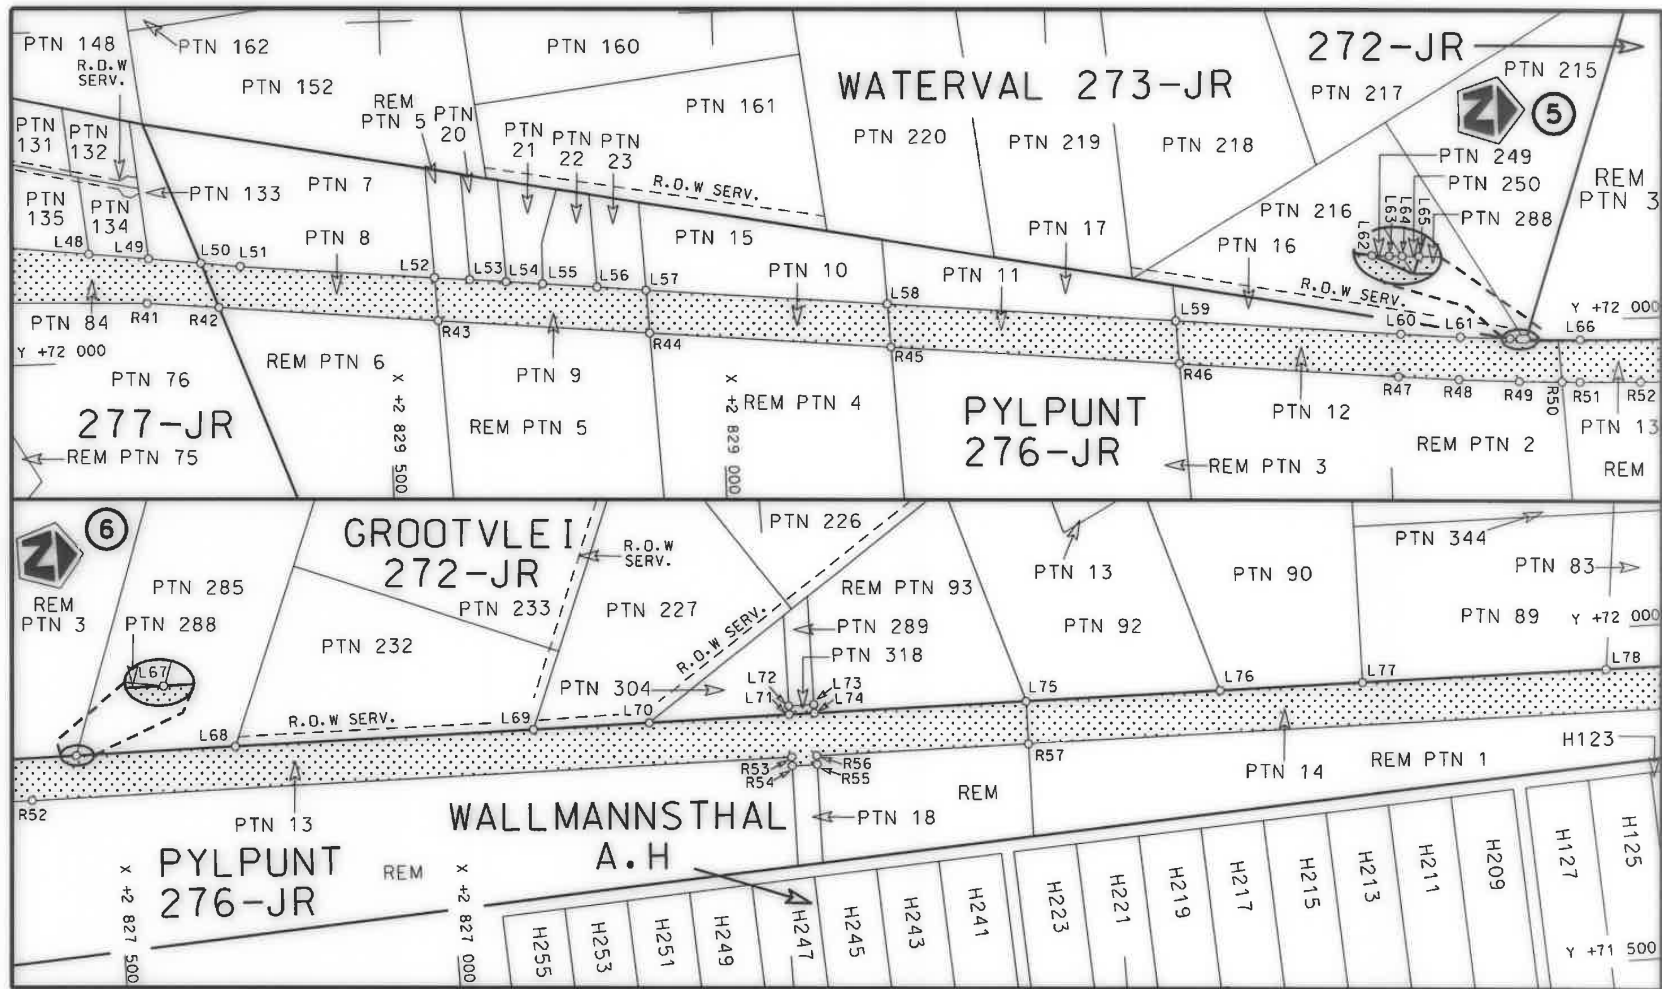 PTN 148
PTN 162
PTN 160
272-JR
R.O.W
SERV.
PTN 152
REM
PTN 5
PTN
20
PTN 161
WATERVAL 273-JR
PTN 215
PTN 217
5
PTN
131
PTN
132
PTN
21
PTN
22
PTN
23
PTN 220
PTN 219
PTN 218
PTN 249
PTN 250
PTN 288
REM
PTN 3
PTN 133
PTN 7
R.O.W SERV.
PTN
135
PTN
134
PTN 8
PTN 15
PTN 17
PTN 216
PTN 16
L62
L63
L64
L65
L48
L49
L50
L51
L52
L53
L54
L55
L56
L57
PTN 10
PTN 11
R.O.W SERV.
L58
L59
L60
L61
L66
Y +72 000
PTN 84
R41
R42
R43
R44
R45
R46
R47
R48
R49
R50
R51
R52
Y +72 000
PTN 76
REM PTN 6
PTN 9
X +2 829 500
X +2 829 000
REM PTN 4
PYLPUNT
276-JR
PTN 12
PTN 13
277-JR
REM PTN 75
REM PTN 5
REM PTN 3
REM PTN 2
REM
6
GROOTVLEI
272-JR
R.O.W
SERV.
PTN 226
PTN 344
PTN 285
REM
PTN 3
PTN 288
PTN 233
PTN 227
REM PTN 93
PTN 13
PTN 90
PTN 83
PTN 232
R.O.W SERV.
PTN 289
PTN 92
PTN 89
Y +72 000
L67
PTN 318
PTN 304
L72
L71
L73
L74
L75
L76
L77
L78
L68
R.O.W SERV.
L69
L70
R52
R53
R54
R56
R55
R57
H123
PTN 13
WALLMANNSTHAL
A.H
PTN 18
REM
PTN 14
REM PTN 1
PYLPUNT
276-JR
REM
X +2 827 500
X +2 827 000
H255
H253
H251
H249
H247
H245
H243
H241
H223
H221
H219
H217
H215
H213
H211
H209
H127
H125
Y +71 500